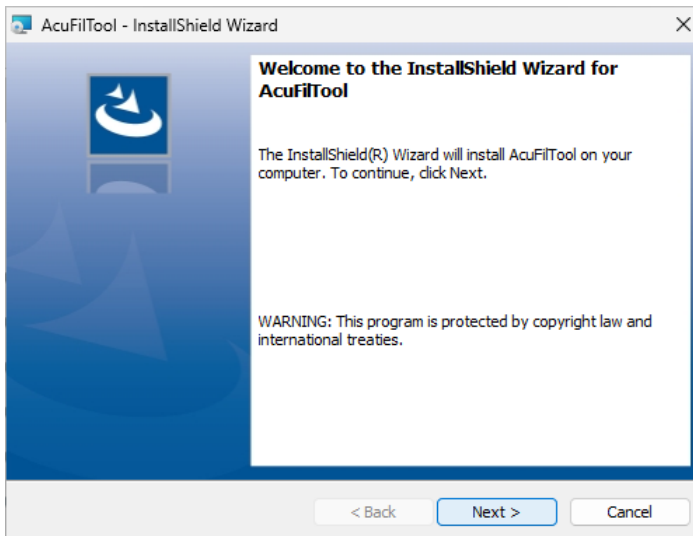 AcuFilTool - InstallShield Wizard
Welcome to the InstallShield Wizard for
AcuFilTool
The InstallShield(R) Wizard will install AcuFilTool on your
computer. To continue, click Next.
WARNING: This program is protected by copyright law and
international treaties.
< Back Next > Cancel